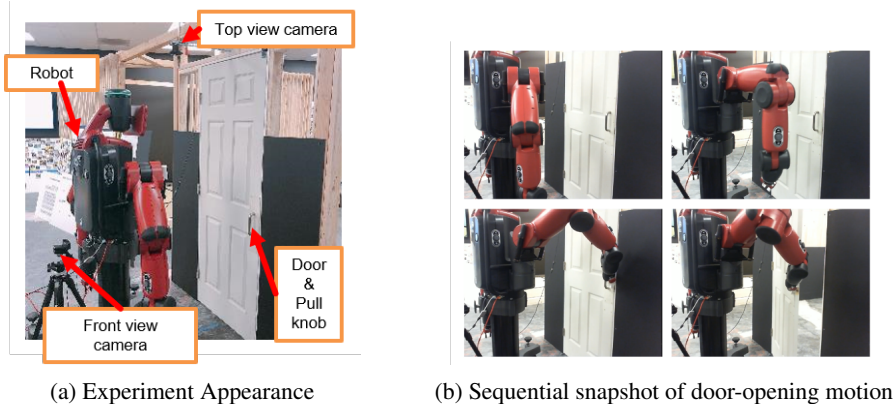 Top view camera
Robot
Door
&
Pull
knob
Front view
camera
(a) Experiment Appearance
(b) Sequential snapshot of door-opening motion